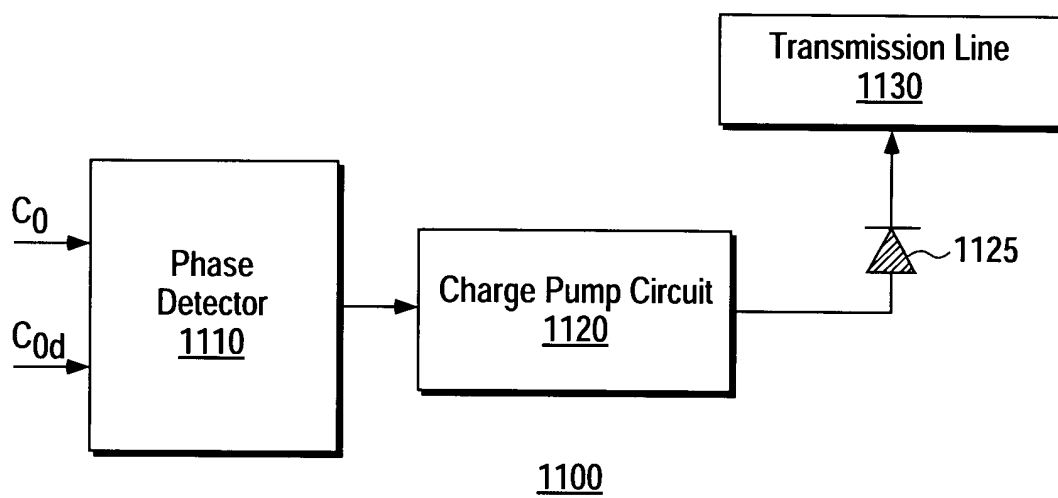 Transmission Line
1130
C0
C0d
Phase
Detector
1110
Charge Pump Circuit
1120
1125
1100